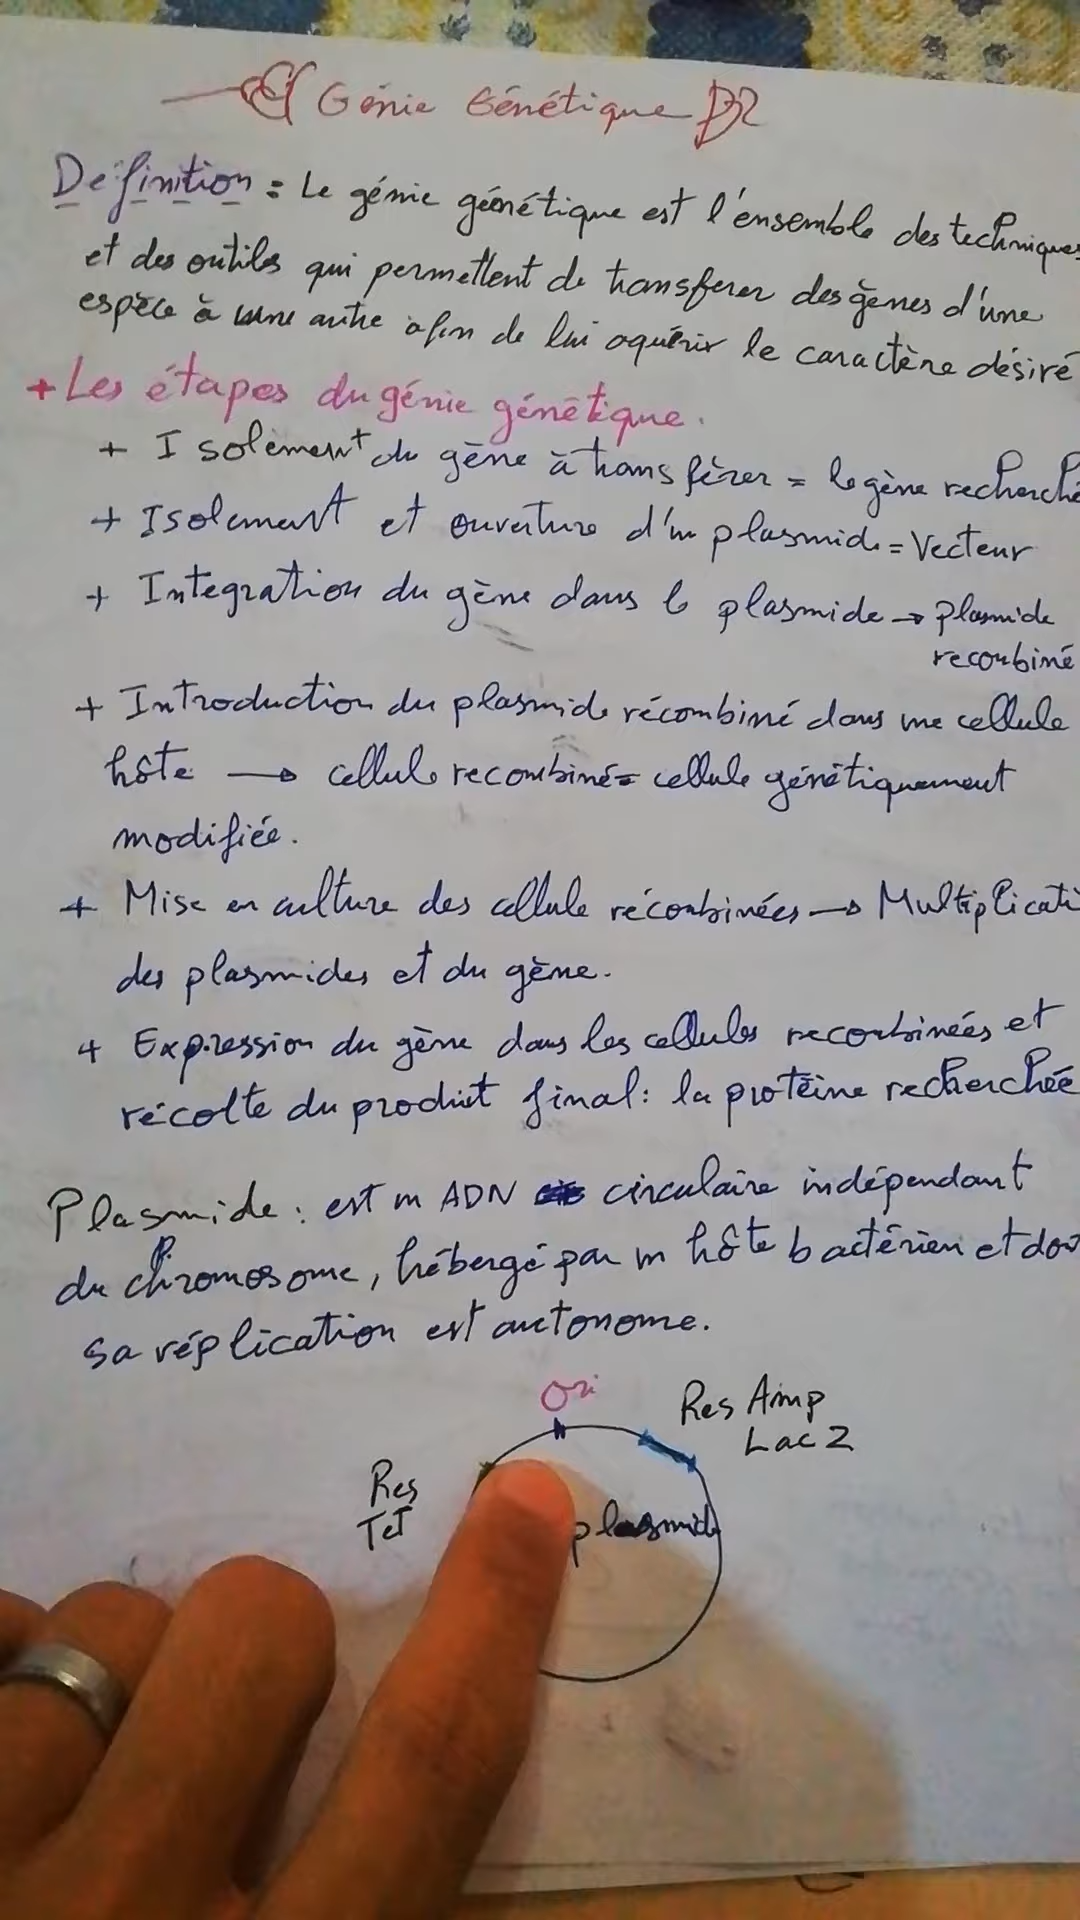 Génie Génétique
Définition = Le génie géonétique est l'ensemble des techniques
et des outils qui permettent de transferer des gènes d'une
espèce à une autre afin de lui aquérir le caractère désiré
+ Les étapes du génie génétique.
+ Isolement du gène à transférer = le gène recherché
+ Isolement et ouverture d'un plasmide = Vecteur
+ Integration du gène dans le plasmide → plasmide
recombiné
+ Introduction du plasmide récombiné dans une cellule
hôte → cellule recombinée = cellule génétiquement
modifiée.
+ Mise en culture des cellule récombinées → Multiplicati
des plasmides et du gène.
+ Expression du gène dans les cellules recombinées et
récolte du produit final: la protéine recherchée
Plasmide: est un ADN circulaire indépendant
du chromosome, hébergé par un hôte bactérien et don
sa réplication est autonome.
Ori
Res Amp
Lac Z
Res
Tet
plasmide